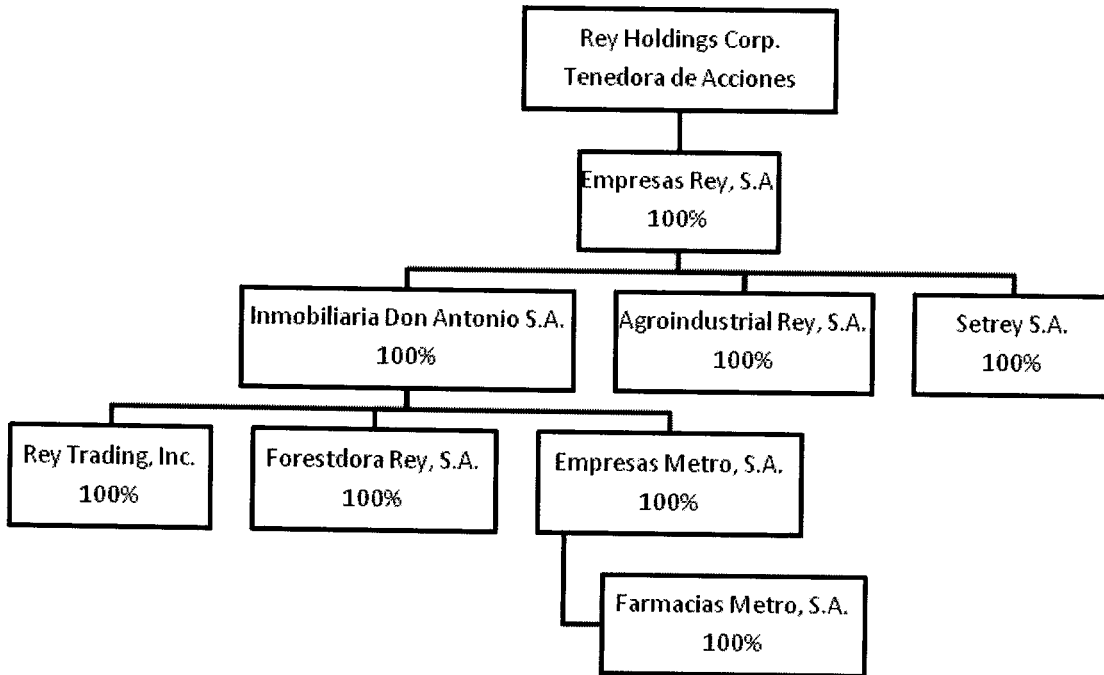 Rey Holdings Corp.
Tenedora de Acciones
Empresas Rey, S.A
100%
Inmobiliaria Don Antonio S.A.
100%
Agroindustrial Rey, S.A.
100%
Setrey S.A.
100%
Rey Trading, Inc.
100%
Forestdora Rey, S.A.
100%
Empresas Metro, S.A.
100%
Farmacias Metro, S.A.
100%